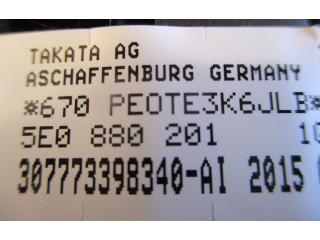 TAKATA AG
ASCHAFFENBURG GERMANY
*670 PEOTE3K6JLB*
5E0 880 201
307773398340-AI 2015